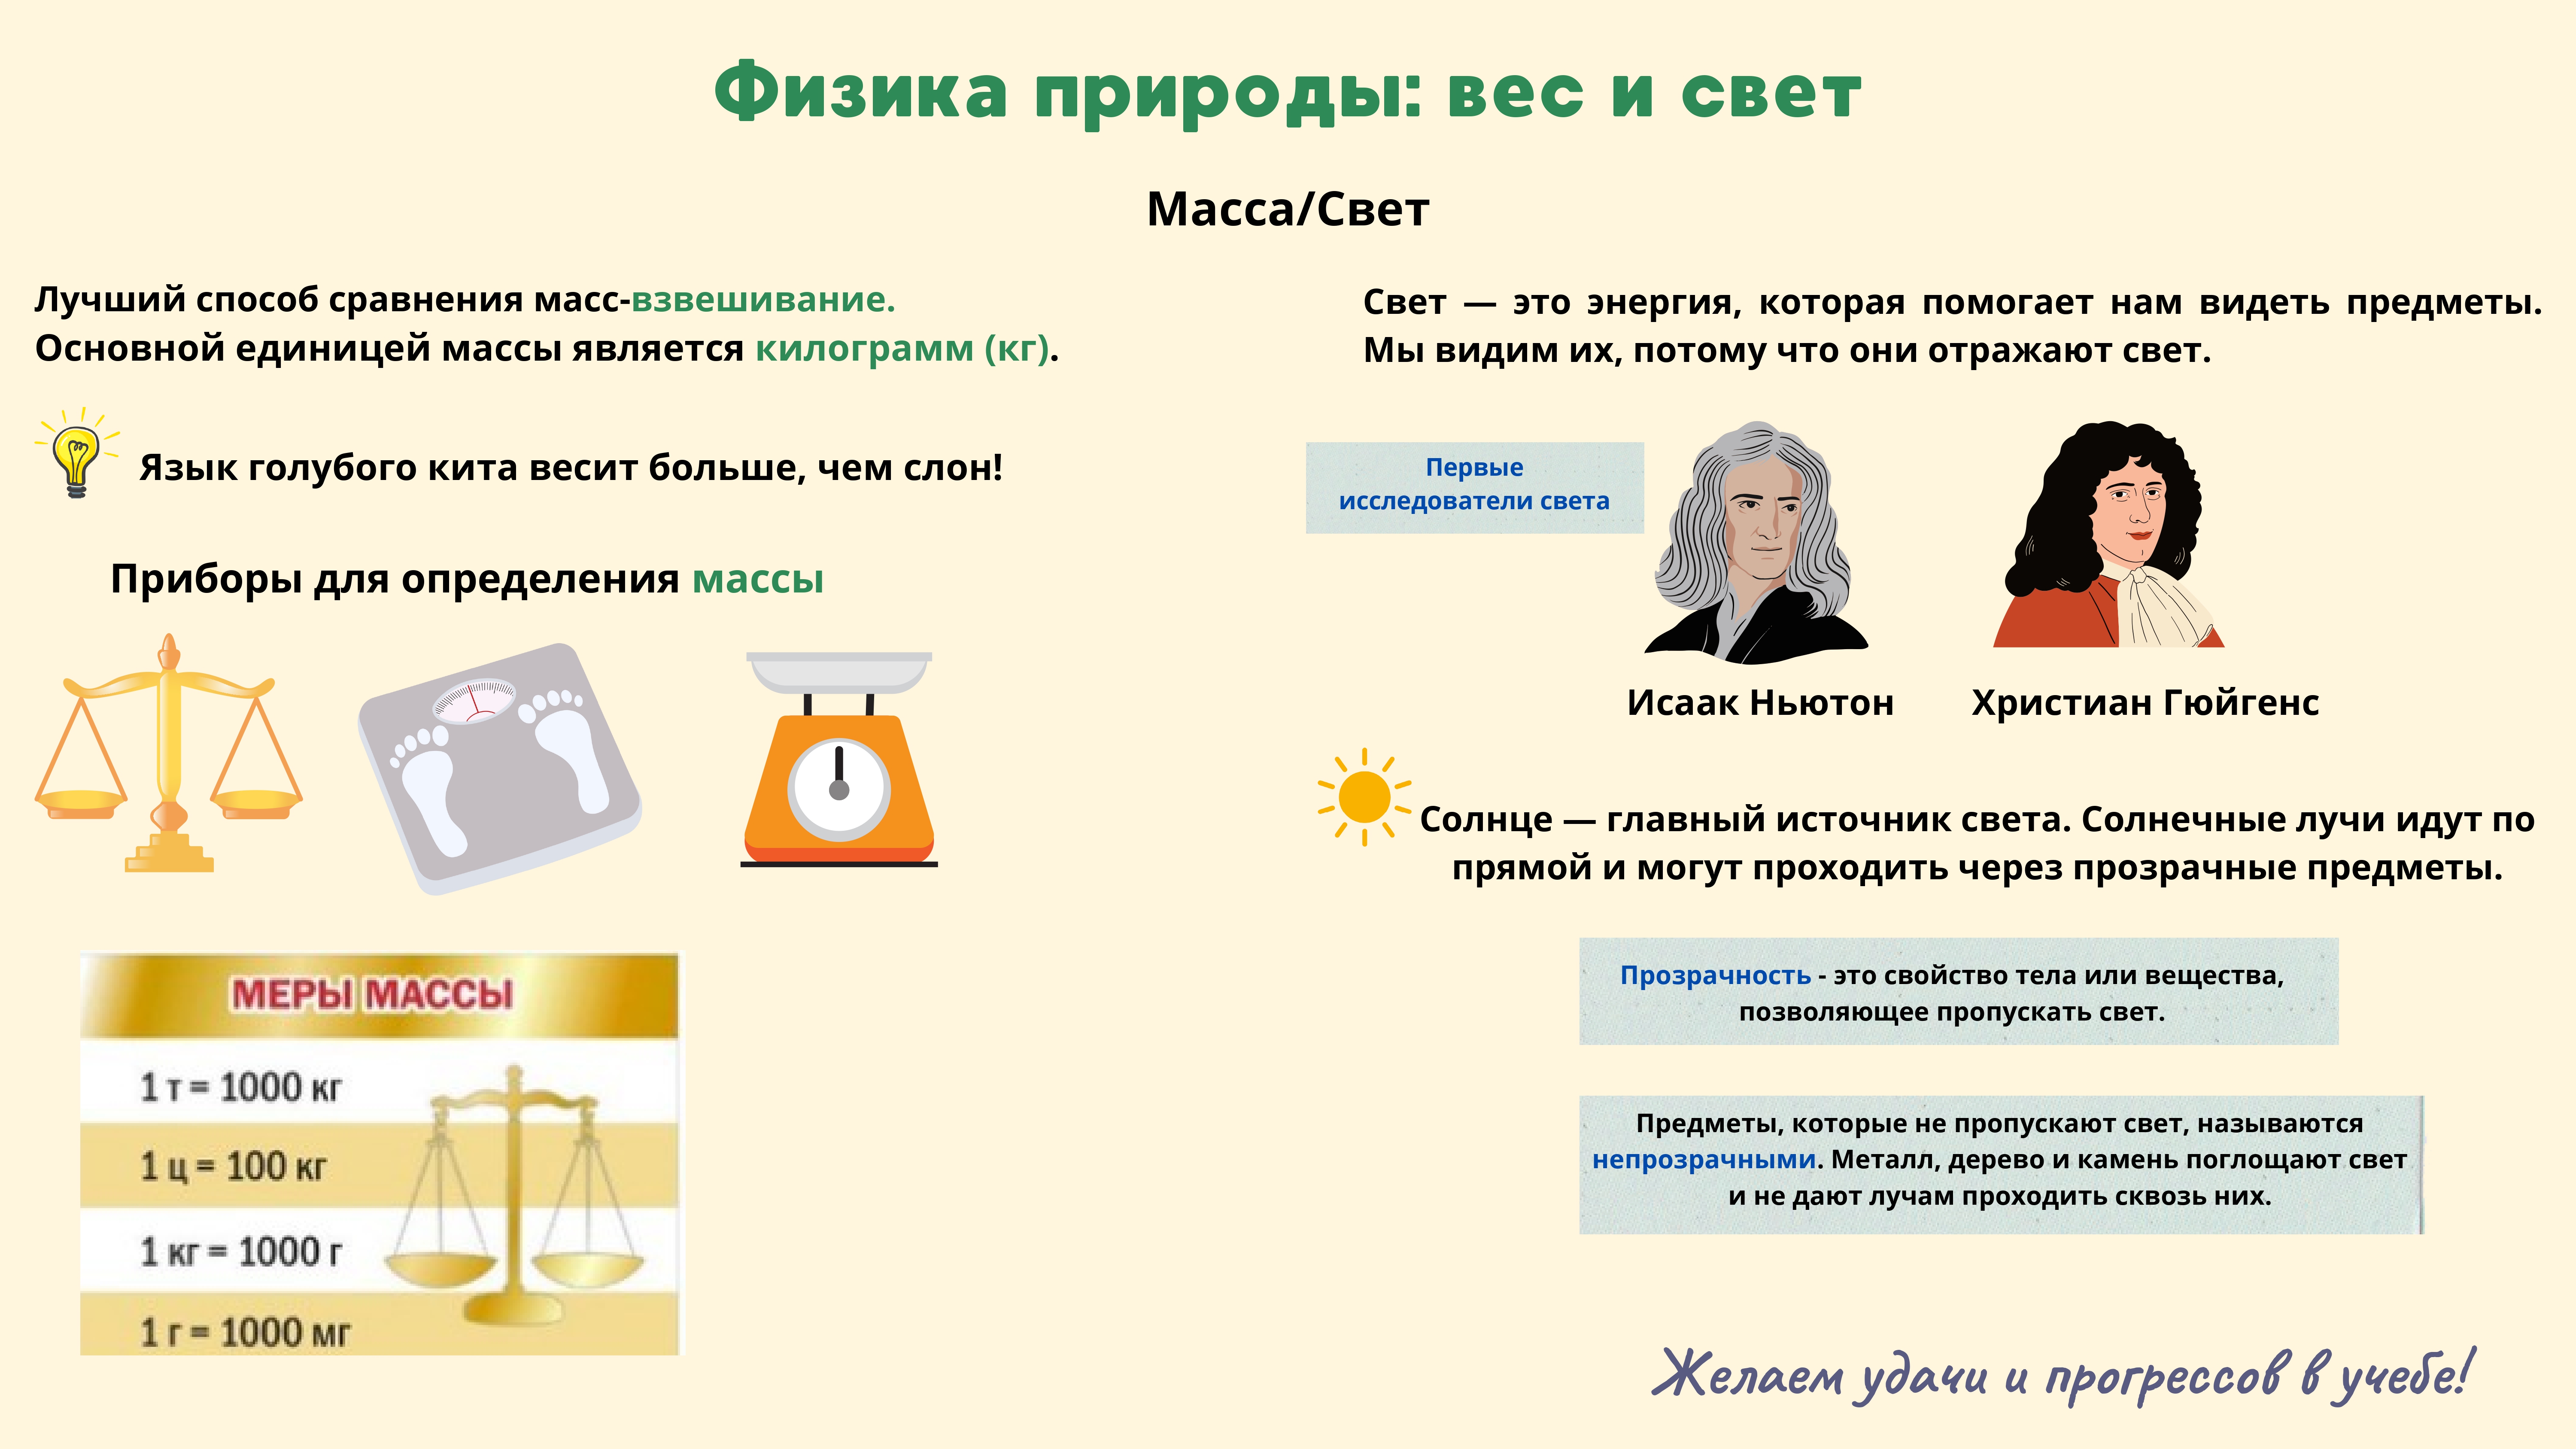 Физика природы: вес и свет
Масса/Свет
Лучший способ сравнения масс-взвешивание.
Основной единицей массы является килограмм (кг).
Язык голубого кита весит больше, чем слон!
Приборы для определения массы
МЕРЫ МАССЫ
1 т = 1000 кг
1 ц = 100 кг
1 кг = 1000 г
1 г = 1000 мг
Свет — это энергия, которая помогает нам видеть предметы.
Мы видим их, потому что они отражают свет.
Первые
исследователи света
Исаак Ньютон
Христиан Гюйгенс
Солнце — главный источник света. Солнечные лучи идут по
прямой и могут проходить через прозрачные предметы.
Прозрачность - это свойство тела или вещества,
позволяющее пропускать свет.
Предметы, которые не пропускают свет, называются
непрозрачными. Металл, дерево и камень поглощают свет
и не дают лучам проходить сквозь них.
Желаем удачи и прогрессов в учебе!